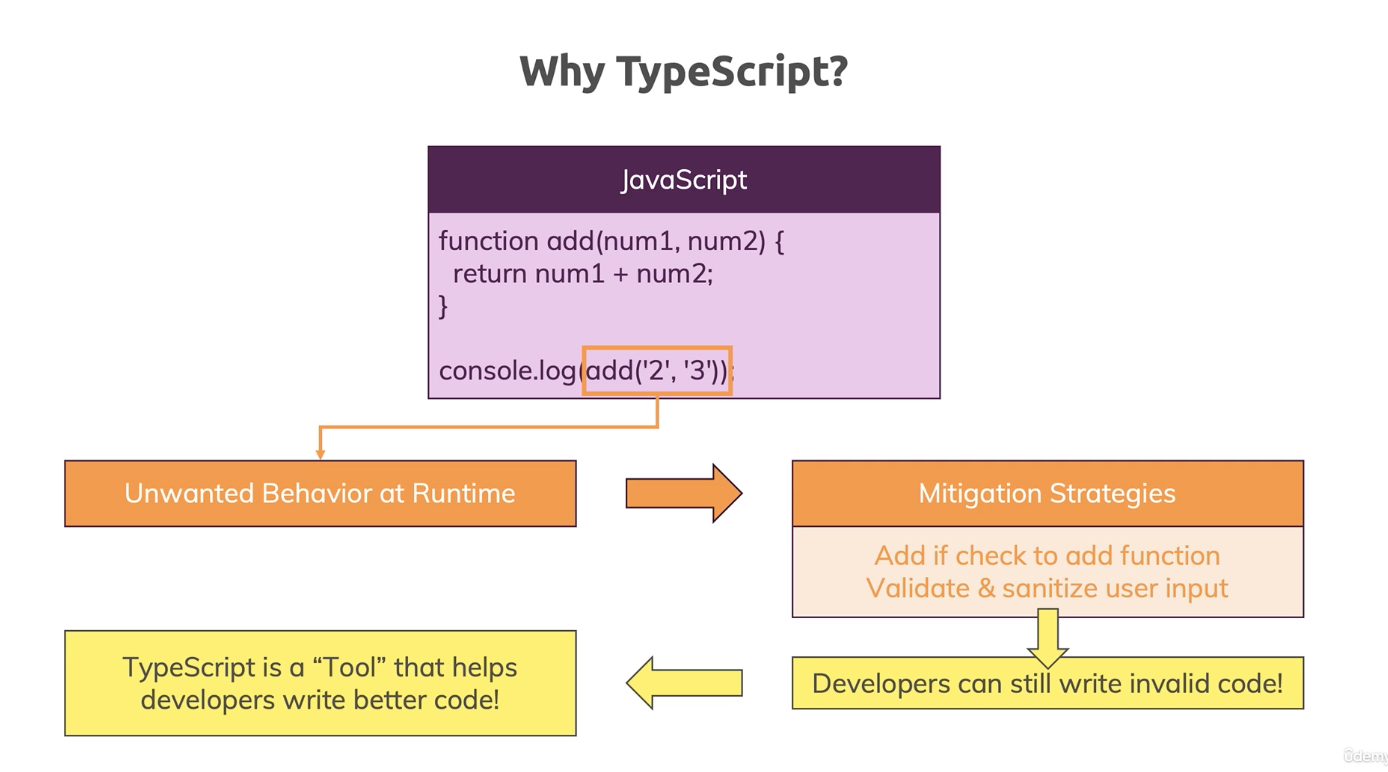 Why TypeScript?
JavaScript
function add(num1, num2) {
return num1 + num2;
}
console.log(add('2', '3'));
Unwanted Behavior at Runtime
Mitigation Strategies
Add if check to add function
Validate & sanitize user input
TypeScript is a “Tool” that helps
developers write better code!
Developers can still write invalid code!
ûdemy